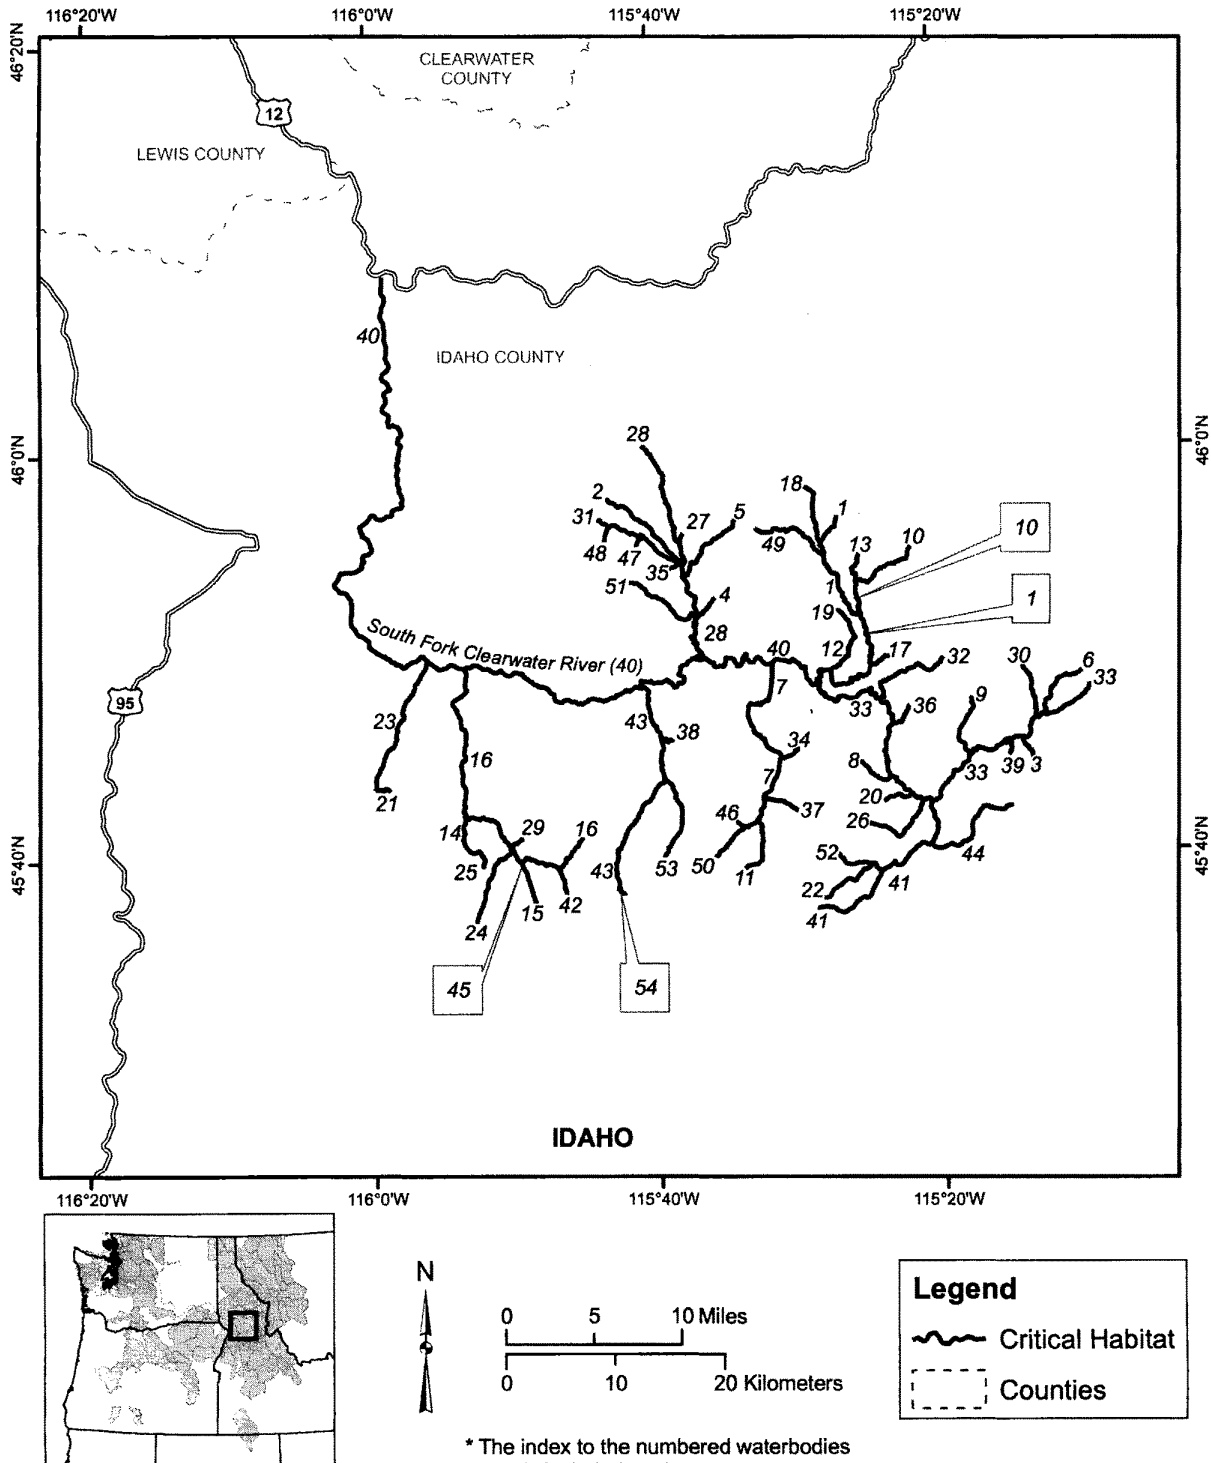 116°20'W
116°0'W
115°40'W
115°20'W
46°20'N
CLEARWATER
COUNTY
12
LEWIS COUNTY
40
IDAHO COUNTY
46°0'N
46°0'N
28
18
2
1
5
27
31
49
10
13
10
48
47
35
51
4
1
19
1
28
South Fork Clearwater River (40)
40
12
17
32
30
6
33
95
7
33
9
36
23
43
38
34
16
8
33
39
3
7
21
20
37
46
26
14
29
16
45°40'N
45°40'N
25
43
53
50
11
52
44
22
41
15
42
41
24
45
54
IDAHO
116°20'W
116°0'W
115°40'W
115°20'W
N
0
5
10 Miles
0
10
20 Kilometers
Legend
Critical Habitat
Counties
* The index to the numbered waterbodies